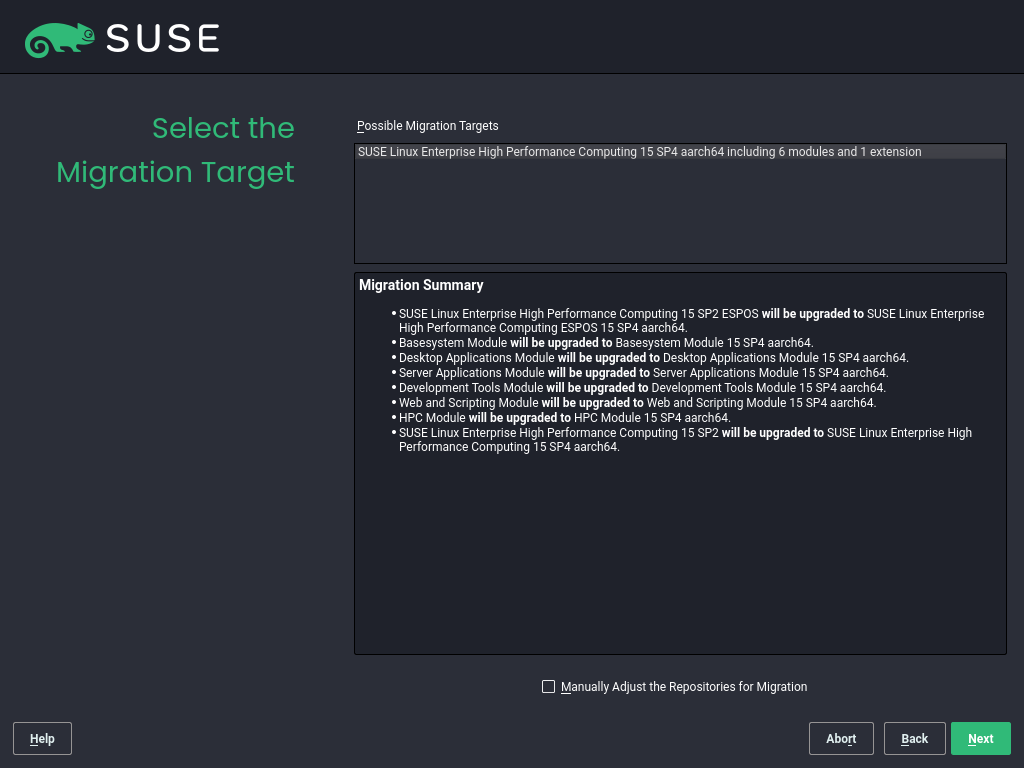 SUSE
Select the
Migration Target
Possible Migration Targets
SUSE Linux Enterprise High Performance Computing 15 SP4 aarch64 including 6 modules and 1 extension
Migration Summary
• SUSE Linux Enterprise High Performance Computing 15 SP2 ESPOS will be upgraded to SUSE Linux Enterprise
High Performance Computing ESPOS 15 SP4 aarch64.
• Basesystem Module will be upgraded to Basesystem Module 15 SP4 aarch64.
• Desktop Applications Module will be upgraded to Desktop Applications Module 15 SP4 aarch64.
• Server Applications Module will be upgraded to Server Applications Module 15 SP4 aarch64.
• Development Tools Module will be upgraded to Development Tools Module 15 SP4 aarch64.
• Web and Scripting Module will be upgraded to Web and Scripting Module 15 SP4 aarch64.
• HPC Module will be upgraded to HPC Module 15 SP4 aarch64.
• SUSE Linux Enterprise High Performance Computing 15 SP2 will be upgraded to SUSE Linux Enterprise High
Performance Computing 15 SP4 aarch64.
Manually Adjust the Repositories for Migration
Help Abort Back Next